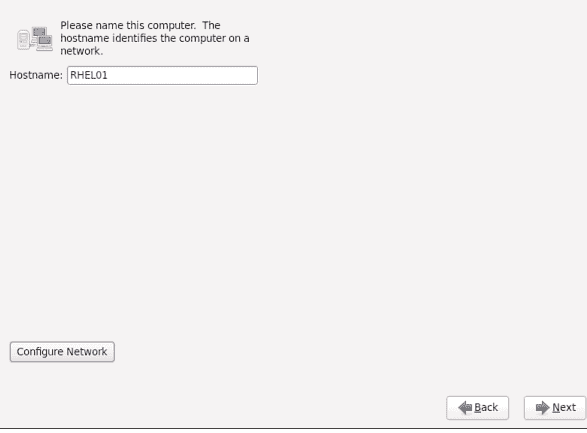 Please name this computer.  The
hostname identifies the computer on a
network.
Hostname: RHEL01
Configure Network
Back
Next